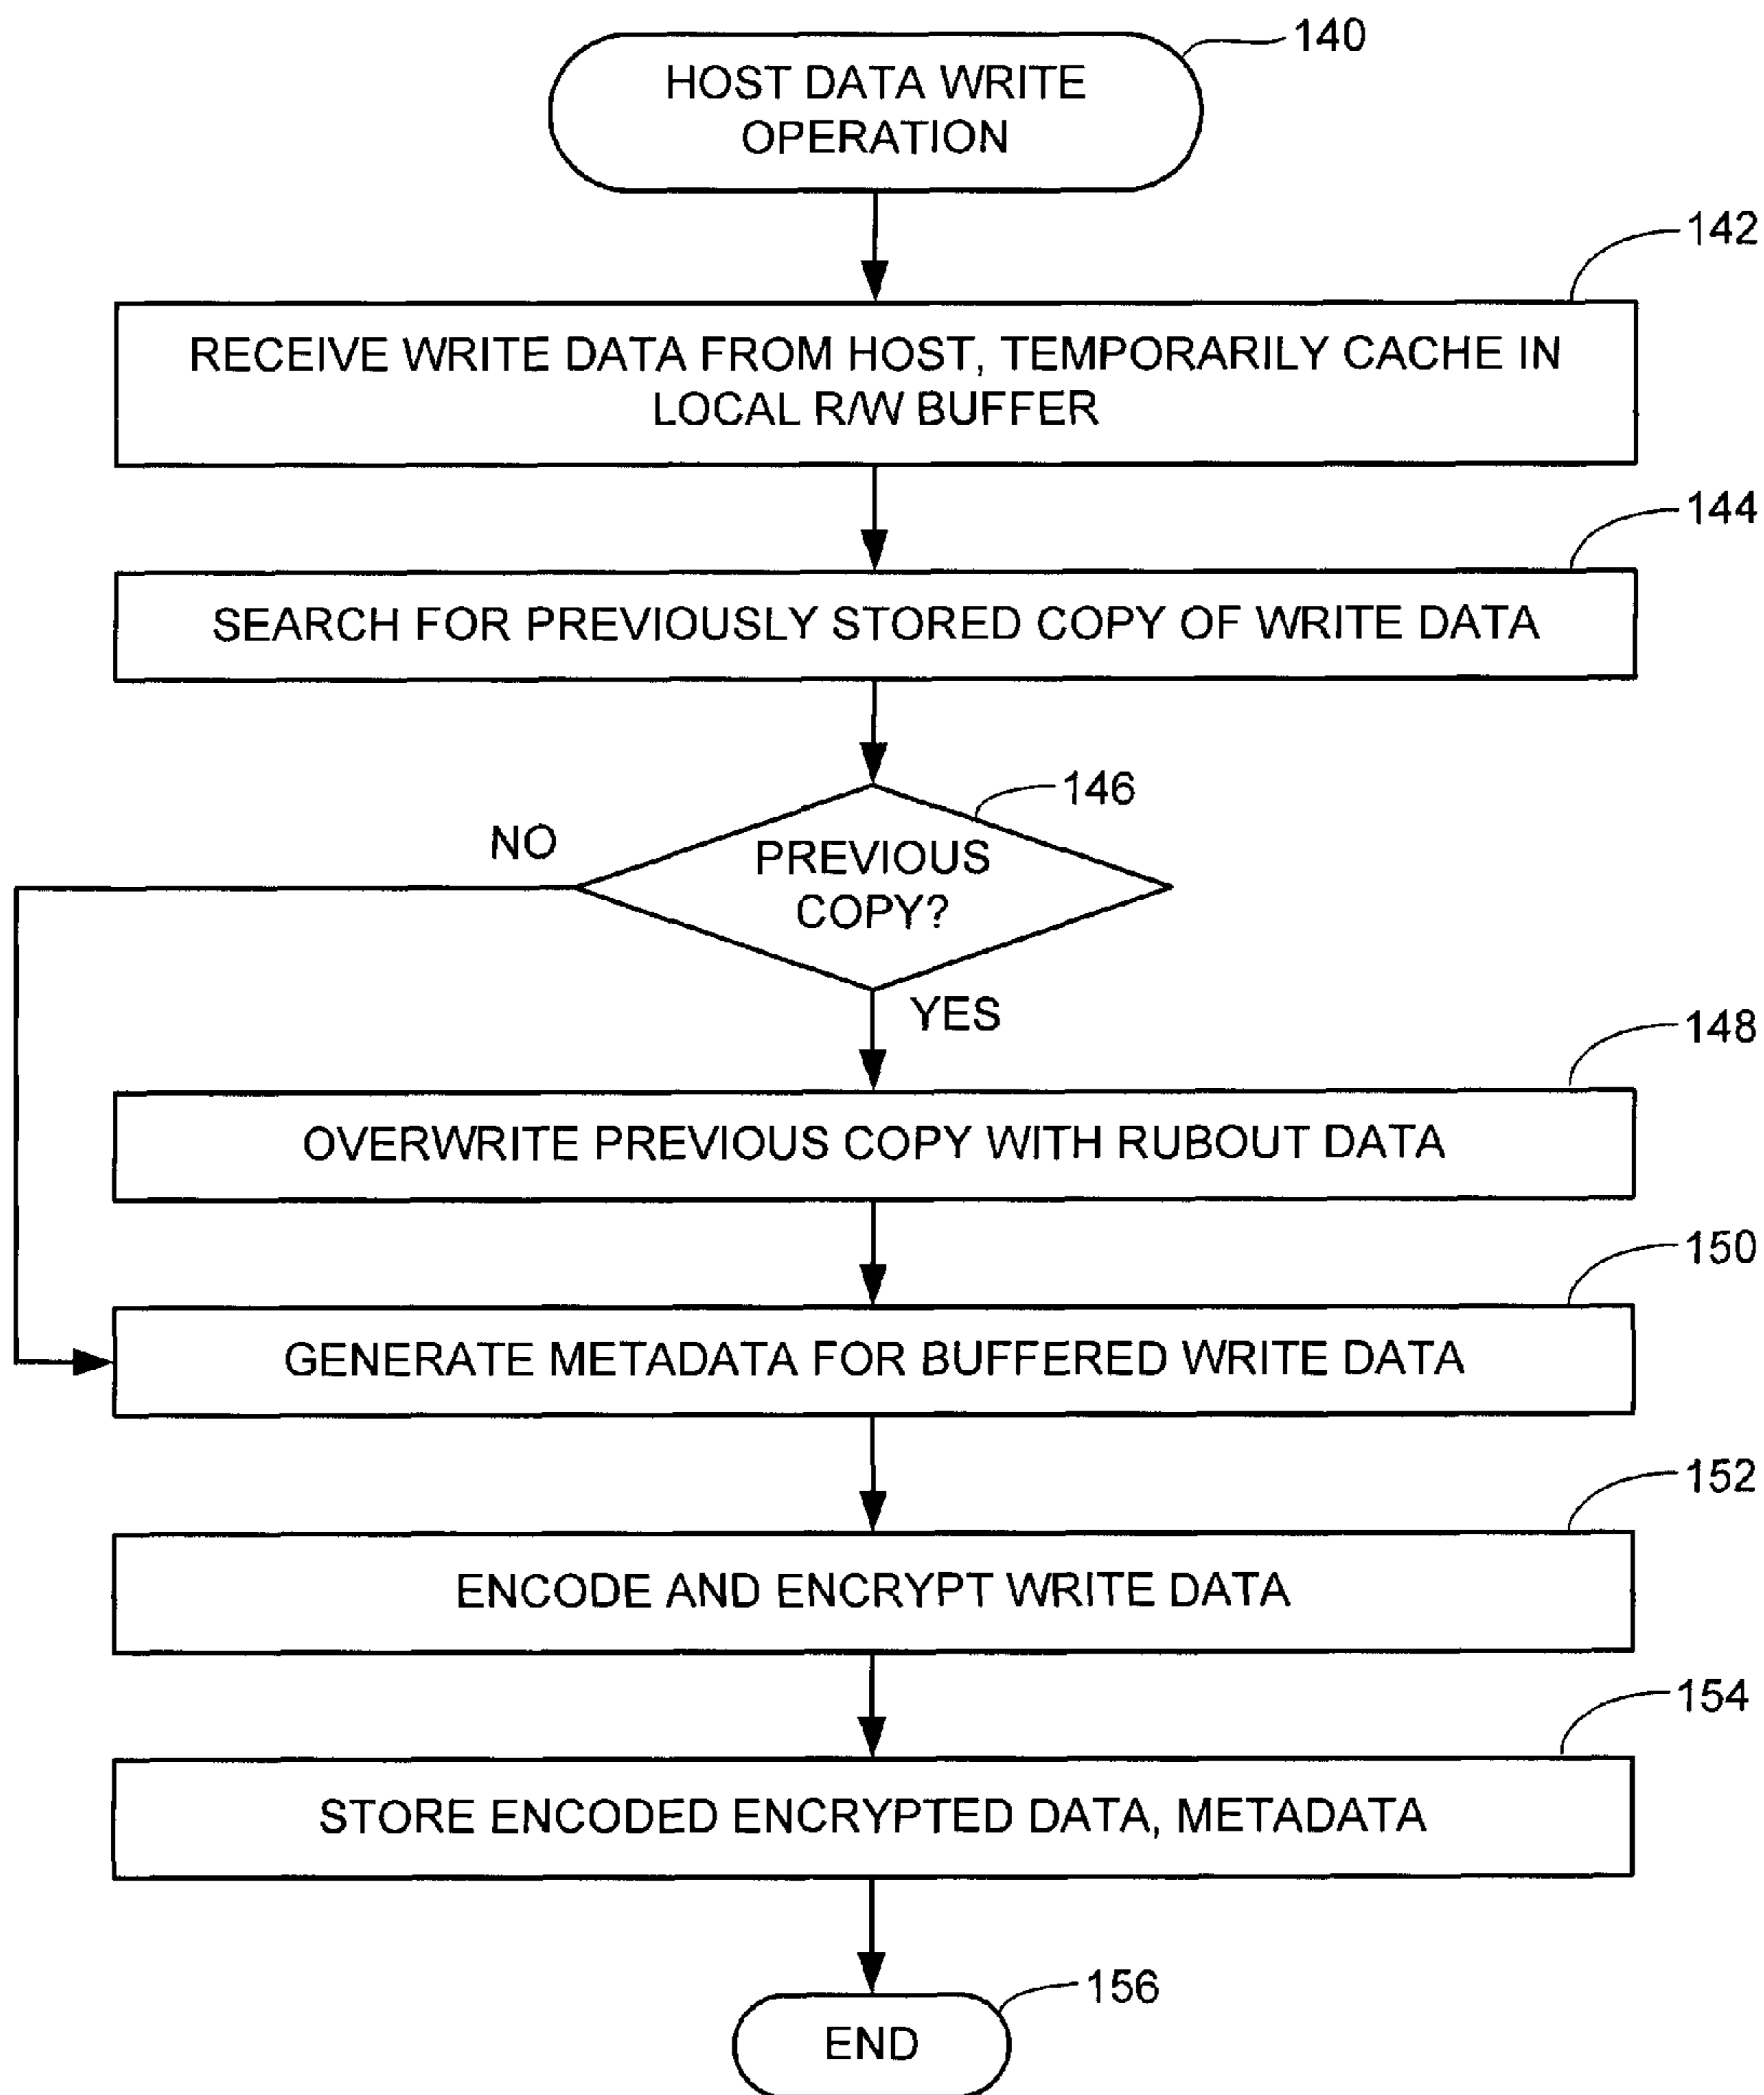 140
HOST DATA WRITE
OPERATION
142
RECEIVE WRITE DATA FROM HOST, TEMPORARILY CACHE IN
LOCAL R/W BUFFER
144
SEARCH FOR PREVIOUSLY STORED COPY OF WRITE DATA
146
NO
PREVIOUS
COPY?
YES
148
OVERWRITE PREVIOUS COPY WITH RUBOUT DATA
150
GENERATE METADATA FOR BUFFERED WRITE DATA
152
ENCODE AND ENCRYPT WRITE DATA
154
STORE ENCODED ENCRYPTED DATA, METADATA
156
END